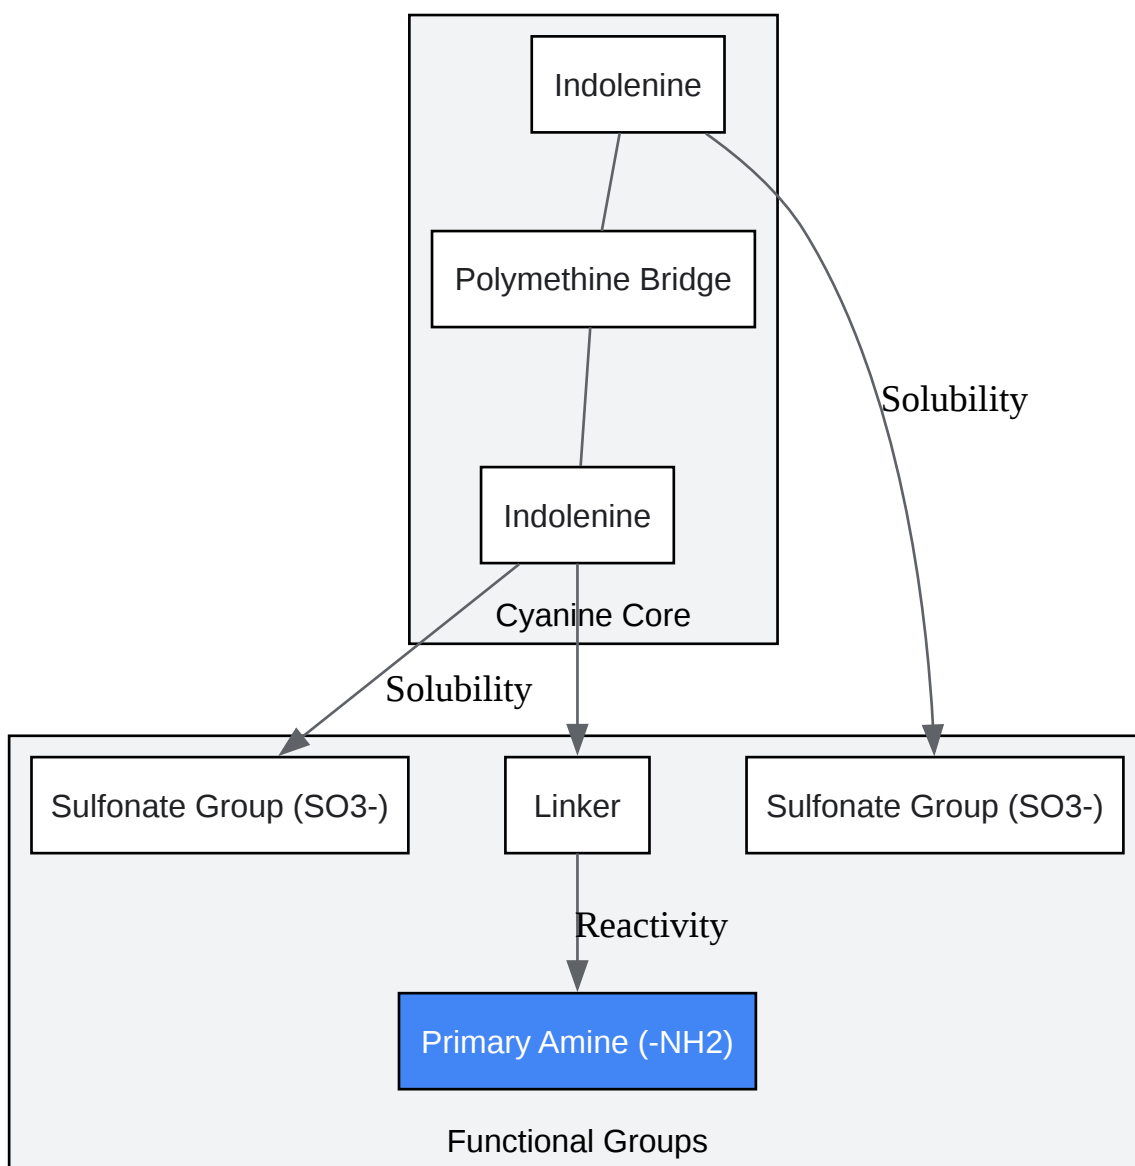 Indolenine
Polymethine Bridge
Solubility
Indolenine
Cyanine Core
Solubility
Sulfonate Group (SO3-)
Linker
Sulfonate Group (SO3-)
Reactivity
Primary Amine (-NH2)
Functional Groups